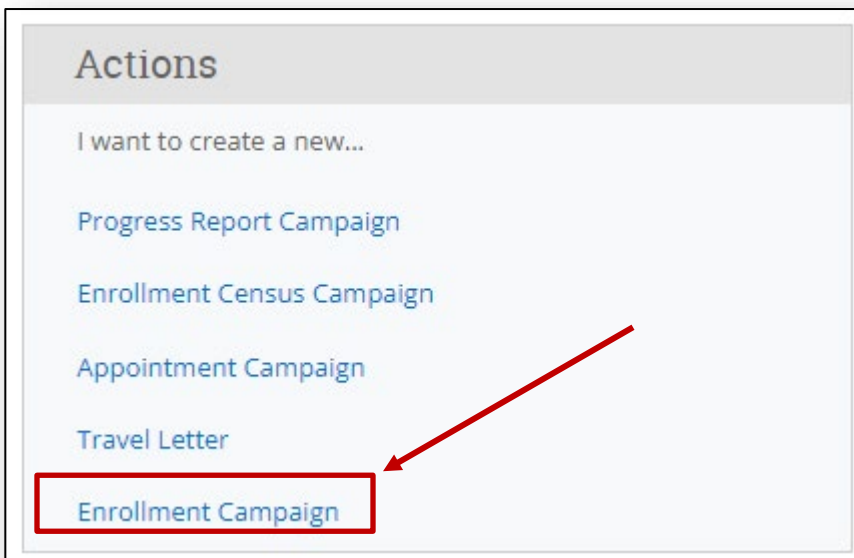 Actions
I want to create a new...
Progress Report Campaign
Enrollment Census Campaign
Appointment Campaign
Travel Letter
Enrollment Campaign